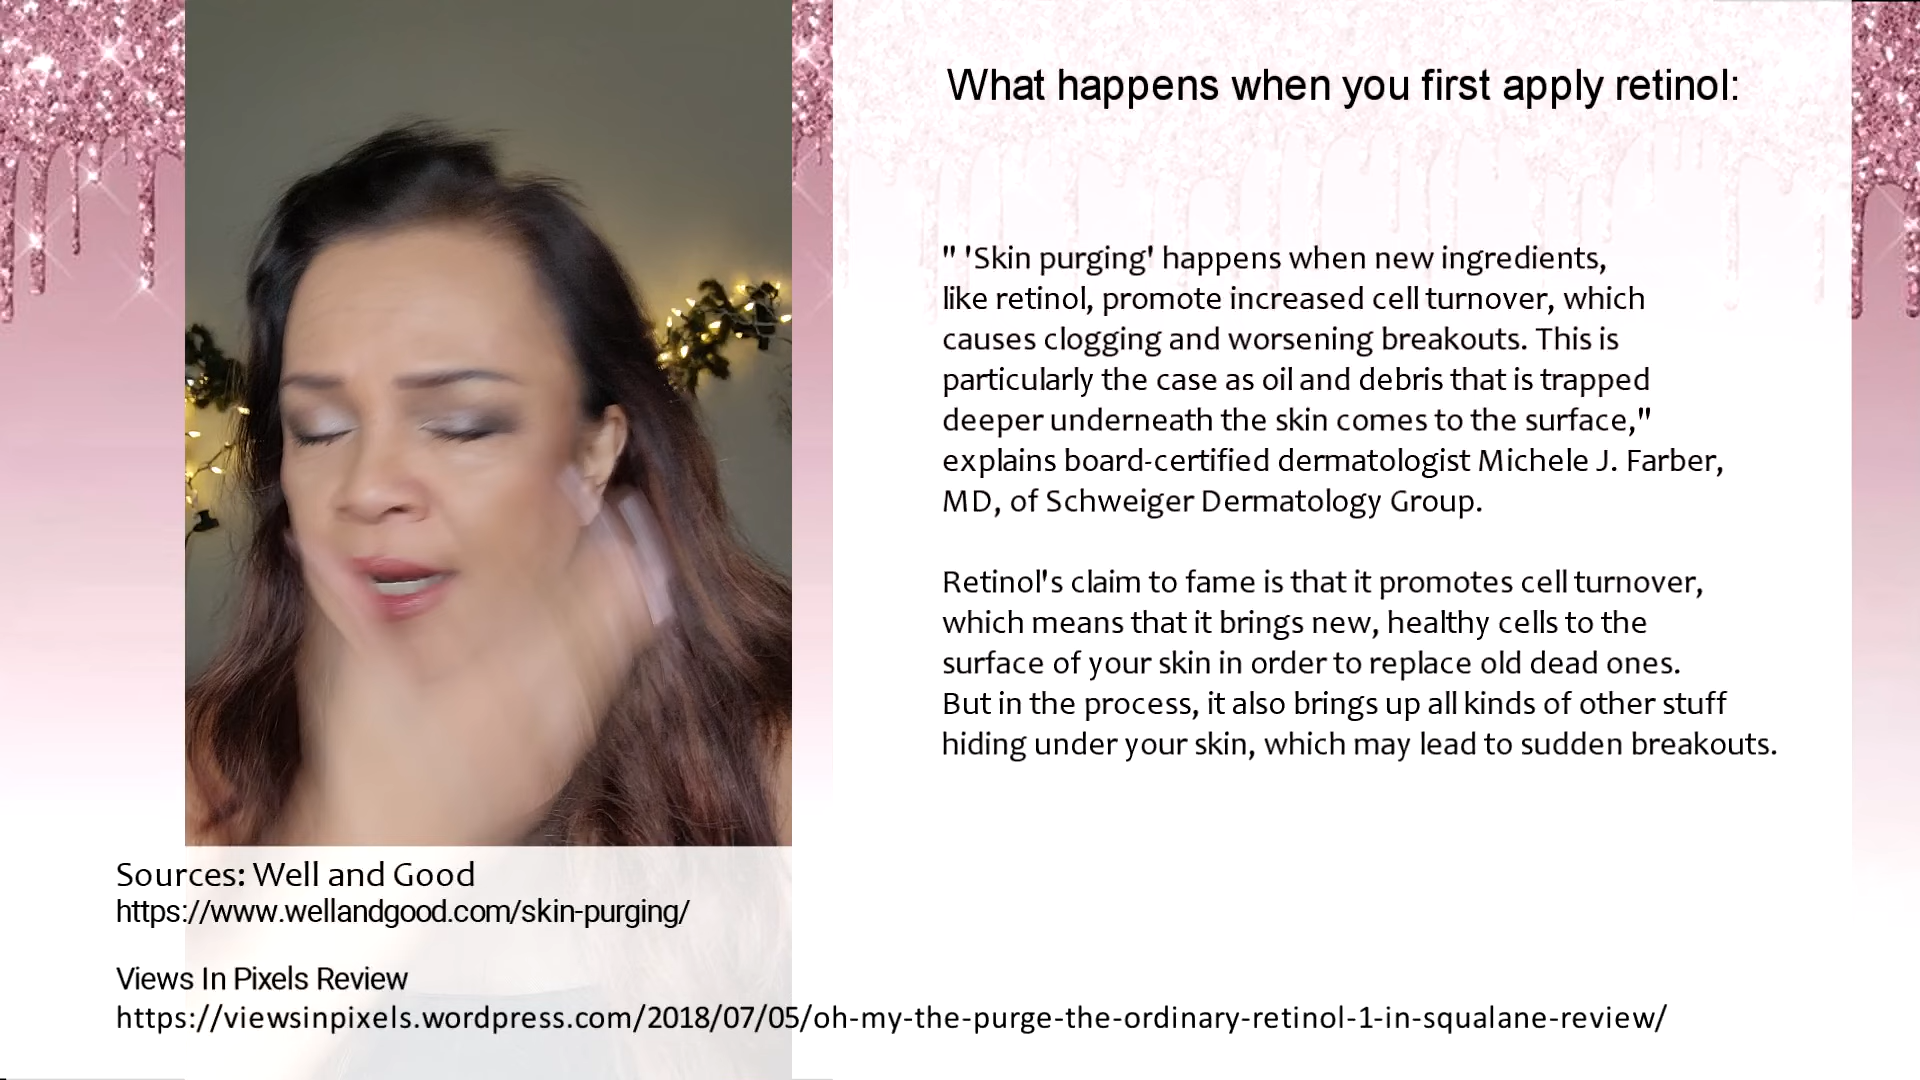 What happens when you first apply retinol:
" 'Skin purging' happens when new ingredients,
like retinol, promote increased cell turnover, which
causes clogging and worsening breakouts. This is
particularly the case as oil and debris that is trapped
deeper underneath the skin comes to the surface,"
explains board-certified dermatologist Michele J. Farber,
MD, of Schweiger Dermatology Group.
Retinol's claim to fame is that it promotes cell turnover,
which means that it brings new, healthy cells to the
surface of your skin in order to replace old dead ones.
But in the process, it also brings up all kinds of other stuff
hiding under your skin, which may lead to sudden breakouts.
Sources: Well and Good
https://www.wellandgood.com/skin-purging/
Views In Pixels Review
https://viewsinpixels.wordpress.com/2018/07/05/oh-my-the-purge-the-ordinary-retinol-1-in-squalane-review/